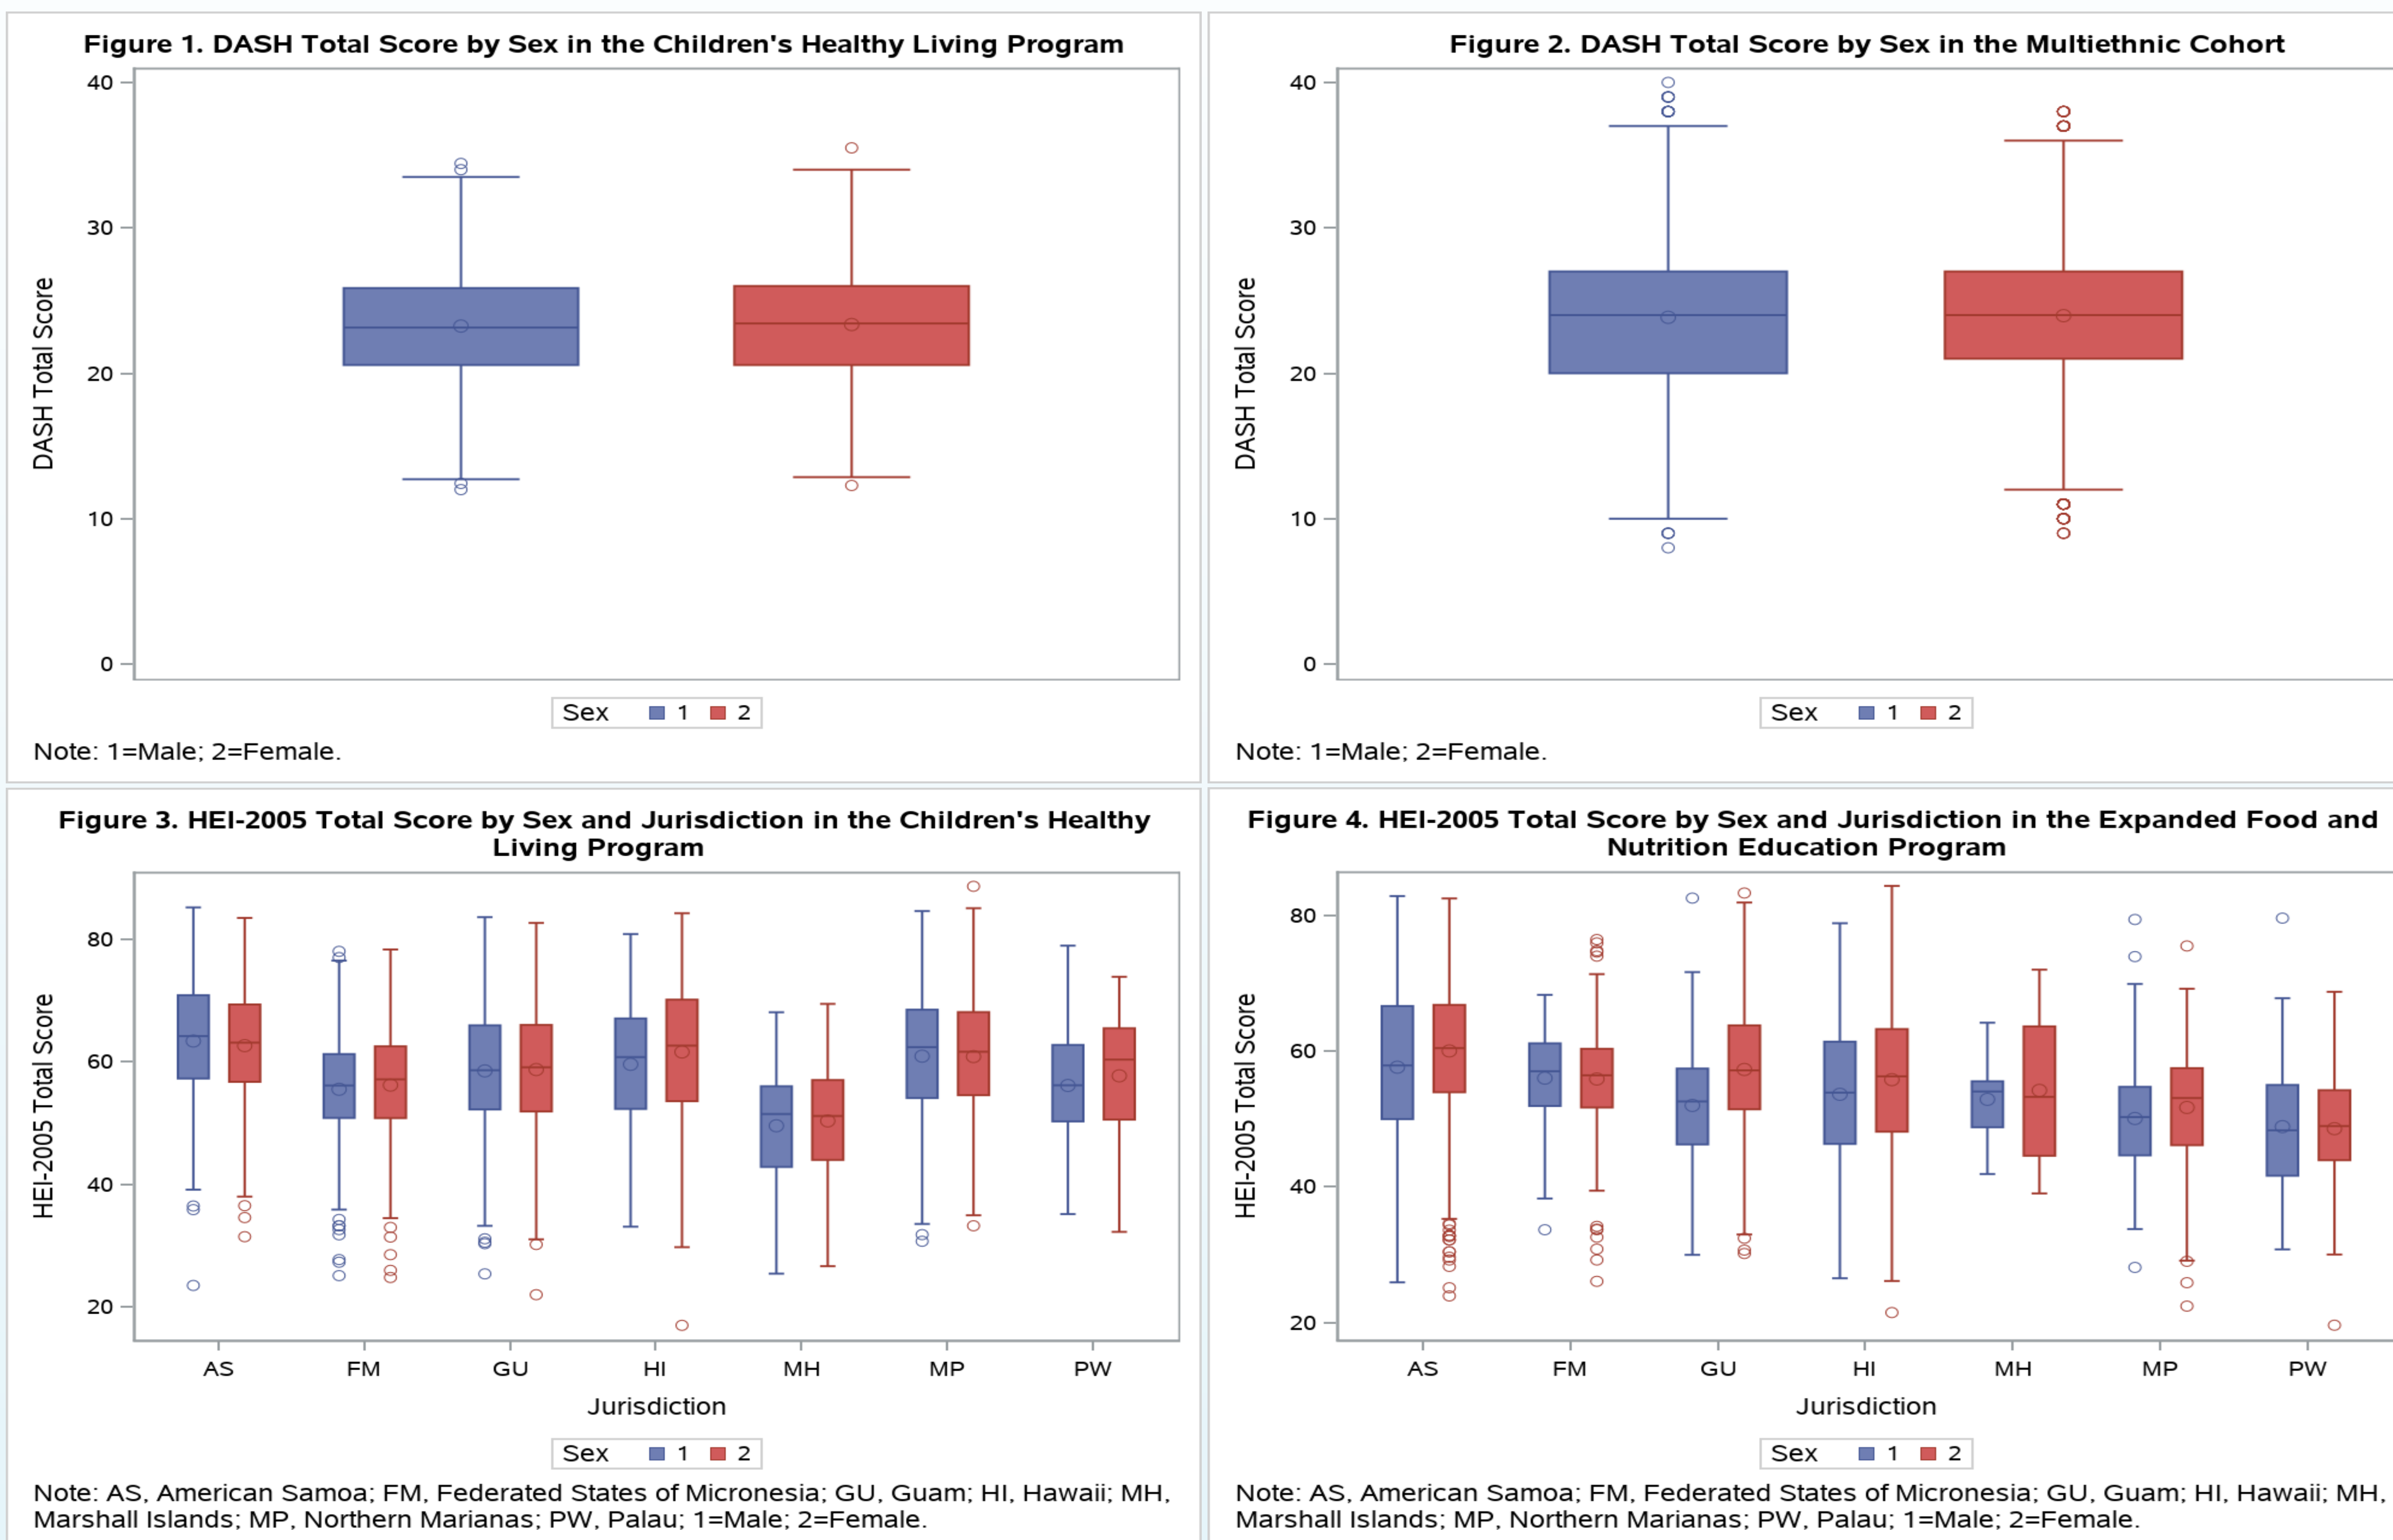 Figure 1. DASH Total Score by Sex in the Children's Healthy Living Program
40
30
20
10
0
DASH Total Score
Sex 1 2
Note: 1=Male; 2=Female.
Figure 2. DASH Total Score by Sex in the Multiethnic Cohort
40
30
20
10
0
DASH Total Score
Sex 1 2
Note: 1=Male; 2=Female.
Figure 3. HEI-2005 Total Score by Sex and Jurisdiction in the Children's Healthy
Living Program
80
60
40
20
HEI-2005 Total Score
AS FM GU HI MH MP PW
Jurisdiction
Sex 1 2
Note: AS, American Samoa; FM, Federated States of Micronesia; GU, Guam; HI, Hawaii; MH,
Marshall Islands; MP, Northern Marianas; PW, Palau; 1=Male; 2=Female.
Figure 4. HEI-2005 Total Score by Sex and Jurisdiction in the Expanded Food and
Nutrition Education Program
80
60
40
20
HEI-2005 Total Score
AS FM GU HI MH MP PW
Jurisdiction
Sex 1 2
Note: AS, American Samoa; FM, Federated States of Micronesia; GU, Guam; HI, Hawaii; MH,
Marshall Islands; MP, Northern Marianas; PW, Palau; 1=Male; 2=Female.